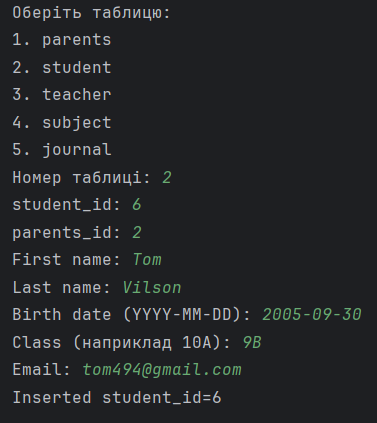 Оберіть таблицю:
1. parents
2. student
3. teacher
4. subject
5. journal
Номер таблиці: 2
student_id: 6
parents_id: 2
First name: Tom
Last name: Vilson
Birth date (YYYY-MM-DD): 2005-09-30
Class (наприклад 10А): 9B
Email: tom494@gmail.com
Inserted student_id=6